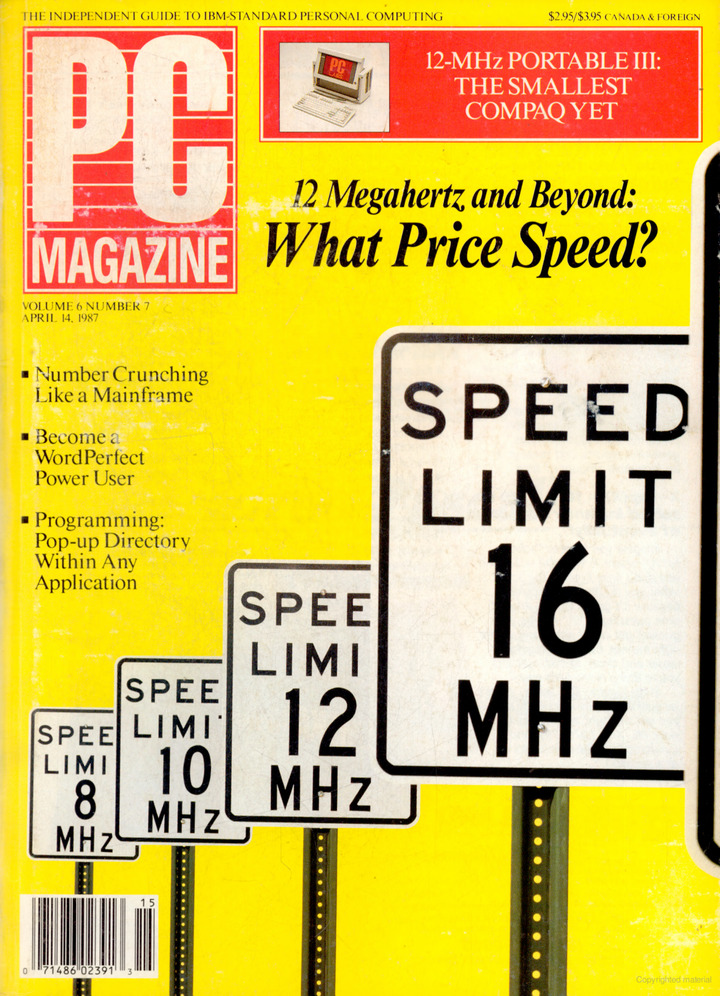 THE INDEPENDENT GUIDE TO IBM-STANDARD PERSONAL COMPUTING
$2.95/$3.95 CANADA & FOREIGN
PC
MAGAZINE
PC
12-MHz PORTABLE III:
THE SMALLEST
COMPAQ YET
12 Megahertz and Beyond:
What Price Speed?
VOLUME 6 NUMBER 7
APRIL 14, 1987
▪ Number Crunching
Like a Mainframe
▪ Become a
WordPerfect
Power User
▪ Programming:
Pop-up Directory
Within Any
Application
SPEE
LIMI
8
MHz
SPEE
LIMI
10
MHz
SPEE
LIMI
12
MHz
SPEED
LIMIT
16
MHz
15
0 71486 02391 3
Copyrighted material